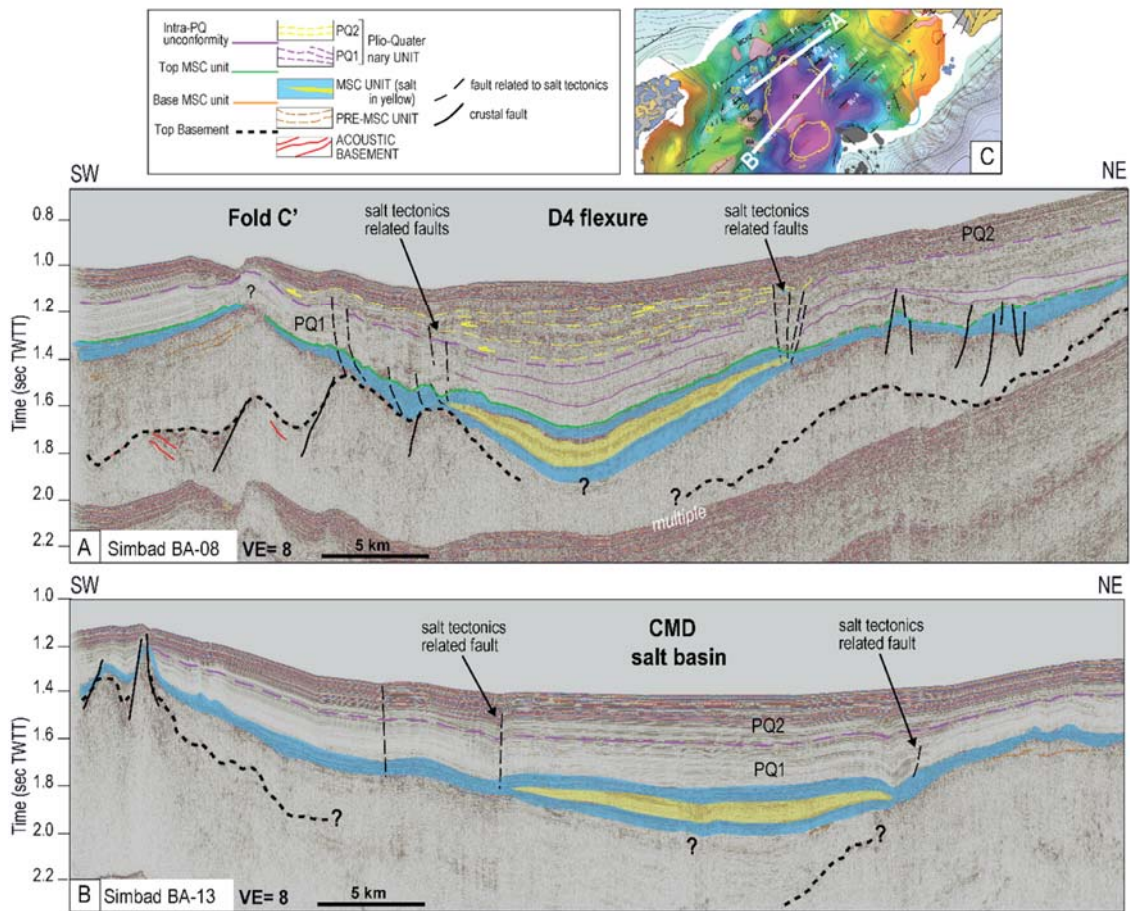 Intra-PQ
unconformity
Top MSC unit
Base MSC unit
Top Basement
PQ2
PQ1
Plio-Quater
nary UNIT
MSC UNIT (salt
in yellow)
PRE-MSC UNIT
ACOUSTIC
BASEMENT
fault related to salt tectonics
crustal fault
A
B
C
SW
NE
Fold C'
salt tectonics
related faults
D4 flexure
salt tectonics
related faults
PQ2
?
PQ1
?
?
multiple
Time (sec TWTT)
0.8
1.0
1.2
1.4
1.6
1.8
2.0
2.2
A
Simbad BA-08
VE= 8
5 km
SW
NE
salt tectonics
related fault
CMD
salt basin
salt tectonics
related fault
PQ2
PQ1
?
?
?
Time (sec TWTT)
1.0
1.2
1.4
1.6
1.8
2.0
2.2
B
Simbad BA-13
VE= 8
5 km